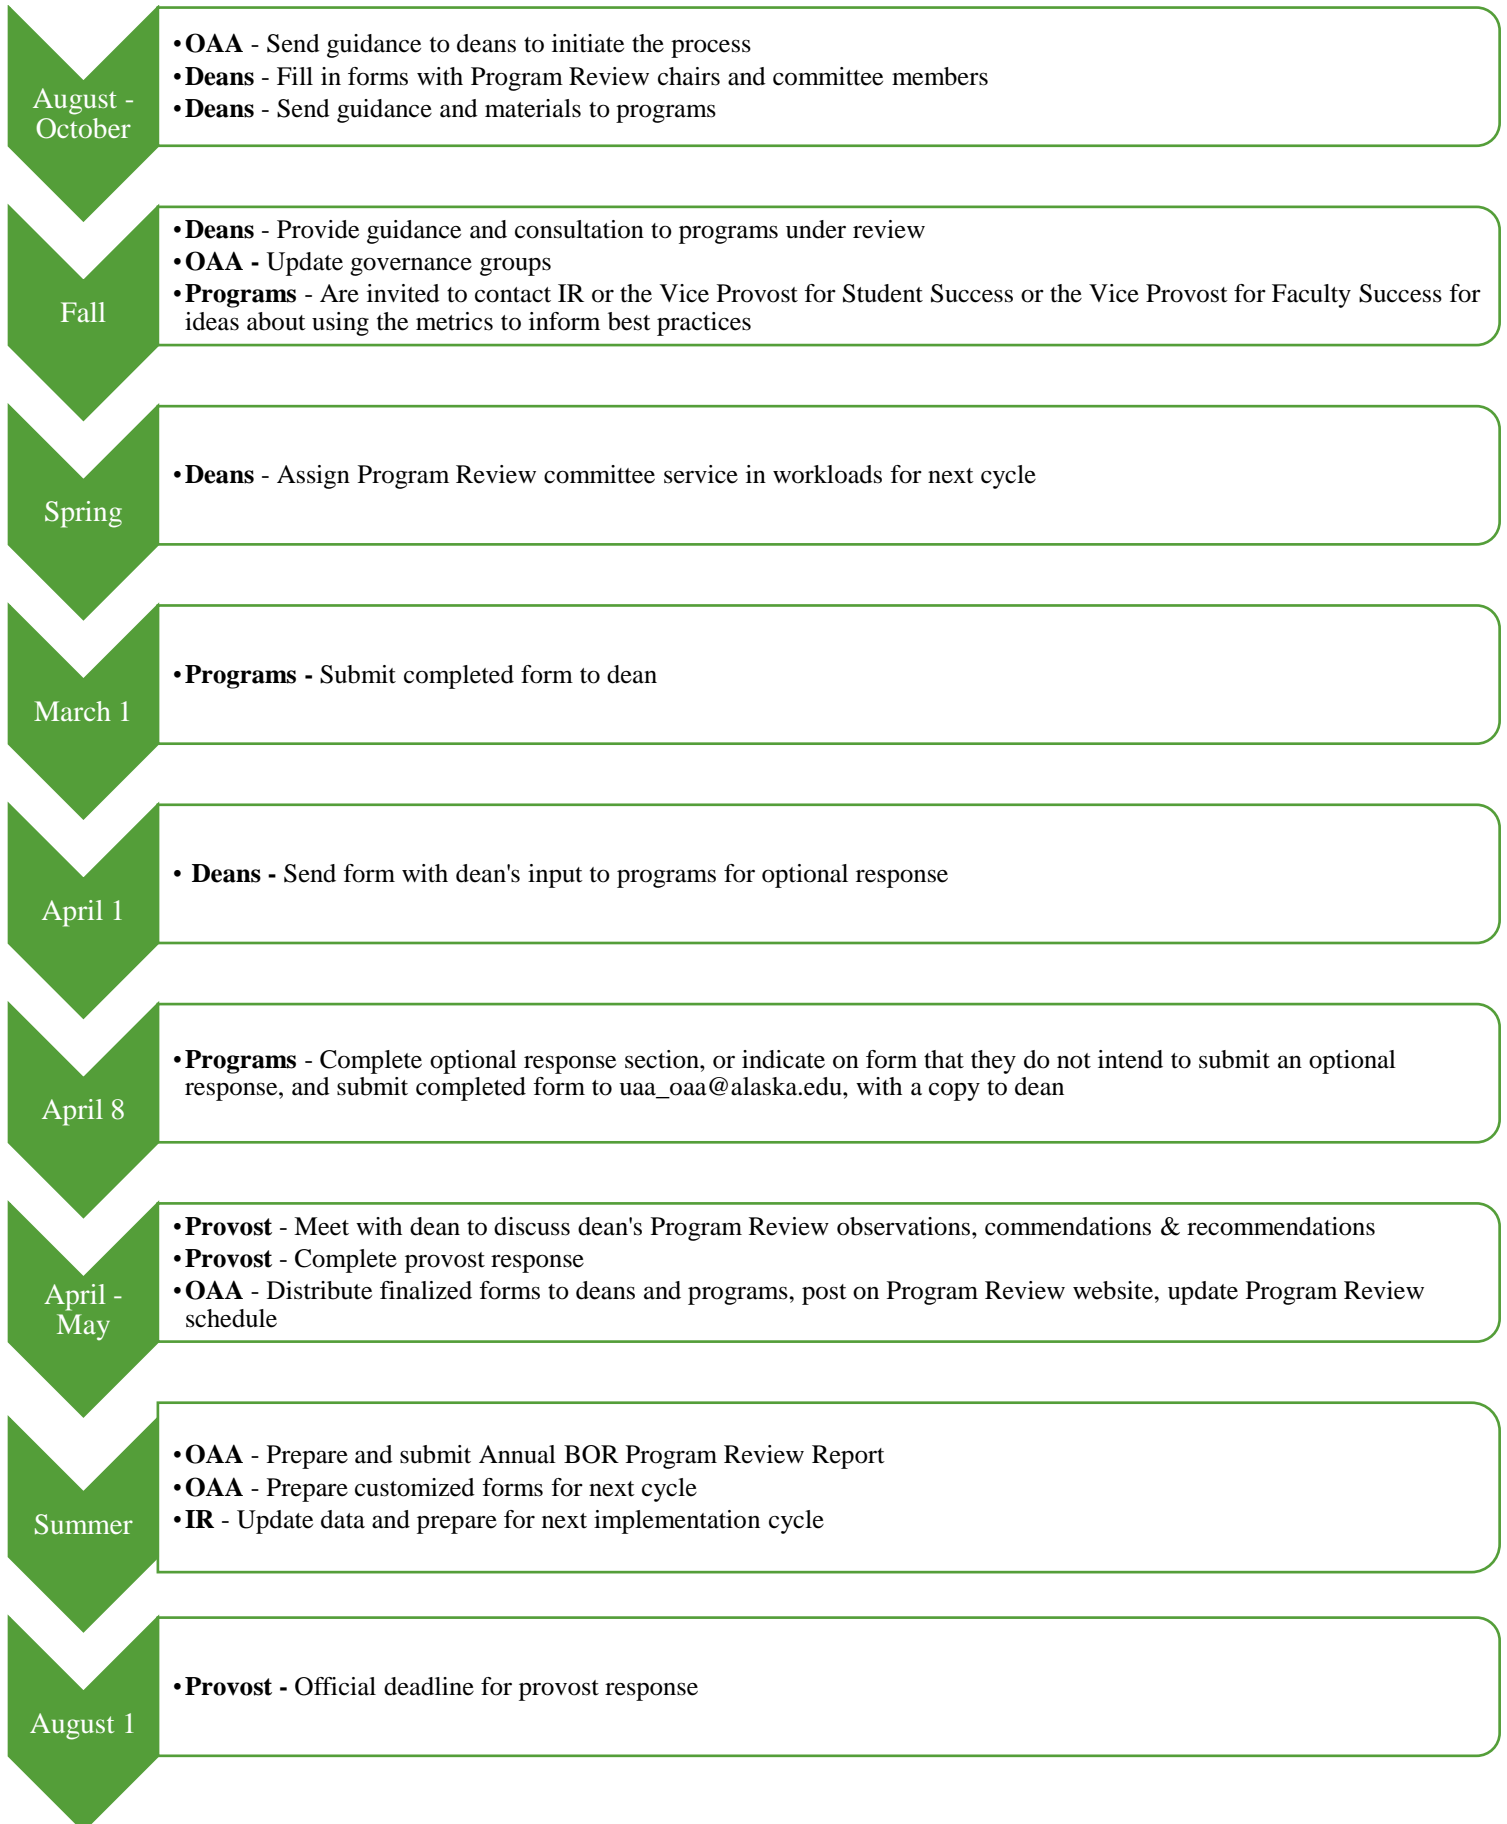 August -
October
•OAA - Send guidance to deans to initiate the process
•Deans - Fill in forms with Program Review chairs and committee members
•Deans - Send guidance and materials to programs
Fall
•Deans - Provide guidance and consultation to programs under review
•OAA - Update governance groups
•Programs - Are invited to contact IR or the Vice Provost for Student Success or the Vice Provost for Faculty Success for
ideas about using the metrics to inform best practices
Spring
•Deans - Assign Program Review committee service in workloads for next cycle
March 1
•Programs - Submit completed form to dean
April 1
• Deans - Send form with dean's input to programs for optional response
April 8
•Programs - Complete optional response section, or indicate on form that they do not intend to submit an optional
response, and submit completed form to uaa_oaa@alaska.edu, with a copy to dean
April -
May
•Provost - Meet with dean to discuss dean's Program Review observations, commendations & recommendations
•Provost - Complete provost response
•OAA - Distribute finalized forms to deans and programs, post on Program Review website, update Program Review
schedule
Summer
•OAA - Prepare and submit Annual BOR Program Review Report
•OAA - Prepare customized forms for next cycle
•IR - Update data and prepare for next implementation cycle
August 1
•Provost - Official deadline for provost response